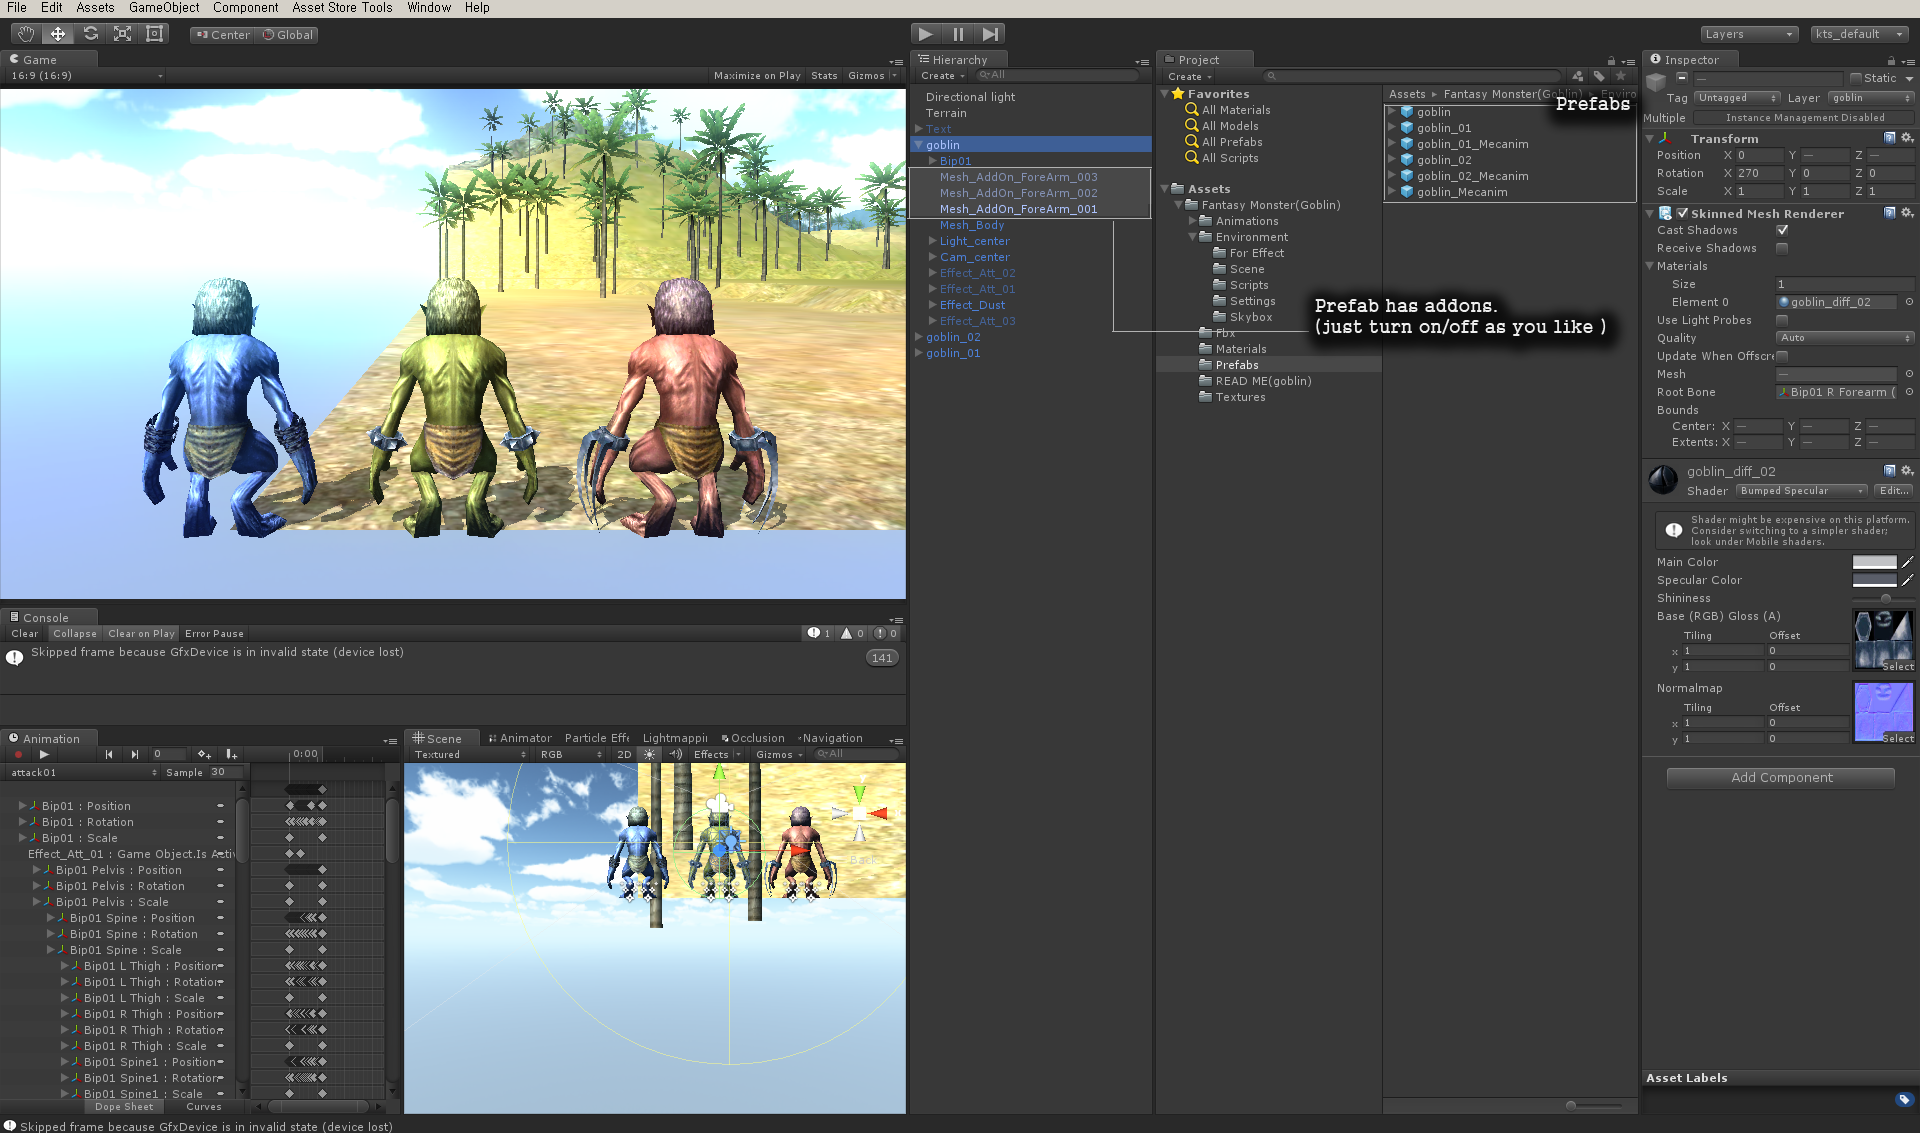 File Edit Assets GameObject Component Asset Store Tools Window Help
Center Global
Layers kts_default
Game
16:9 (16:9) Maximize on Play Stats Gizmos
Console
Clear Collapse Clear on Play Error Pause 1 0 0
Skipped frame because GfxDevice is in invalid state (device lost) 141
Animation
0 0:00
attack01 Sample 30
Bip01 : Position
Bip01 : Rotation
Bip01 : Scale
Effect_Att_01 : Game Object.Is Activ
Bip01 Pelvis : Position
Bip01 Pelvis : Rotation
Bip01 Pelvis : Scale
Bip01 Spine : Position
Bip01 Spine : Rotation
Bip01 Spine : Scale
Bip01 L Thigh : Position
Bip01 L Thigh : Rotation
Bip01 L Thigh : Scale
Bip01 R Thigh : Position
Bip01 R Thigh : Rotation
Bip01 R Thigh : Scale
Bip01 Spine1 : Position
Bip01 Spine1 : Rotation
Bip01 Spine1 : Scale
Dope Sheet Curves
Skipped frame because GfxDevice is in invalid state (device lost)
Scene Animator Particle Effe Lightmappin Occlusion Navigation
Textured RGB 2D Effects Gizmos All
Back
Hierarchy
Create All
Directional light
Terrain
Text
goblin
Bip01
Mesh_AddOn_ForeArm_003
Mesh_AddOn_ForeArm_002
Mesh_AddOn_ForeArm_001
Mesh_Body
Light_center
Cam_center
Effect_Att_02
Effect_Att_01
Effect_Dust
Effect_Att_03
goblin_02
goblin_01
Project
Create
Favorites
All Materials
All Models
All Prefabs
All Scripts
Assets
Fantasy Monster(Goblin)
Animations
Environment
For Effect
Scene
Scripts
Settings
Skybox
Fbx
Materials
Prefabs
READ ME(goblin)
Textures
Assets Fantasy Monster(Goblin) Enviro
Prefabs
goblin
goblin_01
goblin_01_Mecanim
goblin_02
goblin_02_Mecanim
goblin_Mecanim
Prefab has addons.
(just turn on/off as you like )
Inspector
— Static
Tag Untagged Layer goblin
Multiple Instance Management Disabled
Transform
Position X 0 Y — Z —
Rotation X 270 Y 0 Z 0
Scale X 1 Y 1 Z 1
Skinned Mesh Renderer
Cast Shadows
Receive Shadows
Materials
Size 1
Element 0 goblin_diff_02
Use Light Probes
Quality Auto
Update When Offscre
Mesh —
Root Bone Bip01 R Forearm (
Bounds
Center: X — Y — Z —
Extents: X — Y — Z —
goblin_diff_02
Shader Bumped Specular Edit...
Shader might be expensive on this platform.
Consider switching to a simpler shader;
look under Mobile shaders.
Main Color
Specular Color
Shininess
Base (RGB) Gloss (A)
Tiling Offset
x 1 0
y 1 0
Select
Normalmap
Tiling Offset
x 1 0
y 1 0
Select
Add Component
Asset Labels